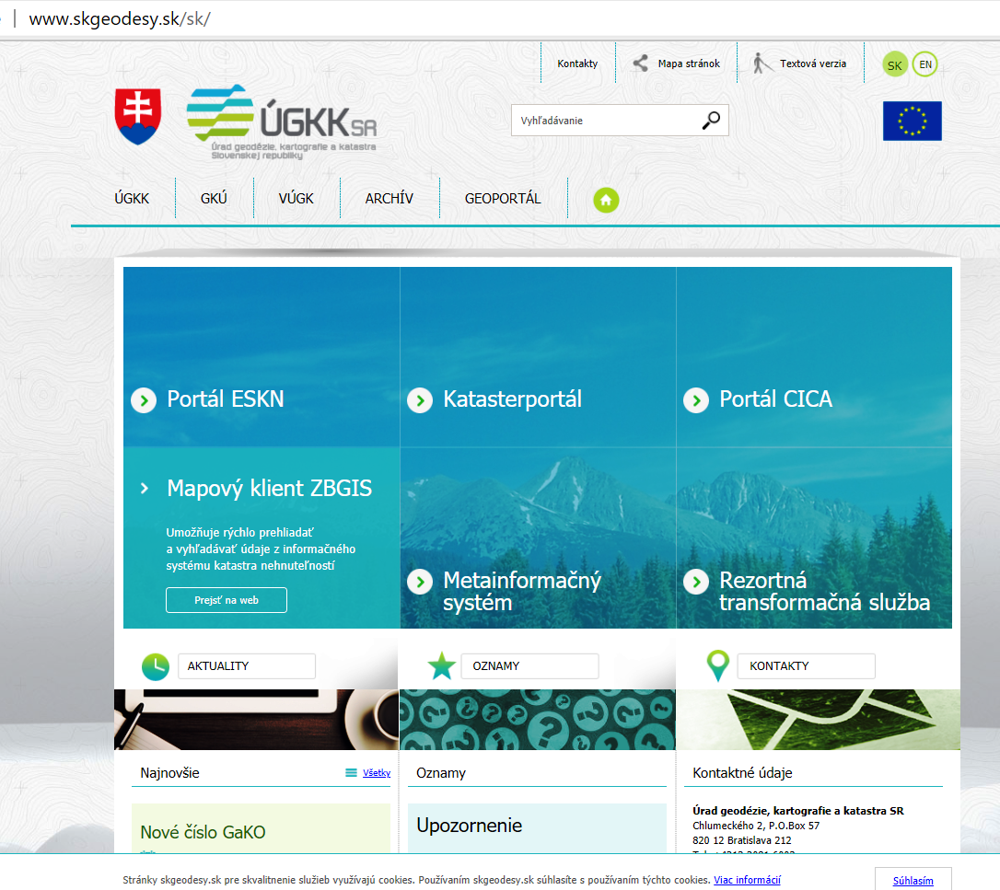 www.skgeodesy.sk/sk/
Kontakty
Mapa stránok
Textová verzia
SK
EN
ÚGKKSR
Úrad geodézie, kartografie a katastra
Slovenskej republiky
Vyhľadávanie
ÚGKK
GKÚ
VÚGK
ARCHÍV
GEOPORTÁL
Portál ESKN
Katasterportál
Portál CICA
Mapový klient ZBGIS
Umožňuje rýchlo prehliadať
a vyhľadávať údaje z informačného
systému katastra nehnuteľností
Prejsť na web
Metainformačný
systém
Rezortná
transformačná služba
AKTUALITY
OZNAMY
KONTAKTY
Najnovšie
Všetky
Oznamy
Kontaktné údaje
Nové číslo GaKO
Upozornenie
Úrad geodézie, kartografie a katastra SR
Chlumeckého 2, P.O.Box 57
820 12 Bratislava 212
Stránky skgeodesy.sk pre skvalitnenie služieb využívajú cookies. Používaním skgeodesy.sk súhlasíte s používaním týchto cookies. Viac informácií
Súhlasím